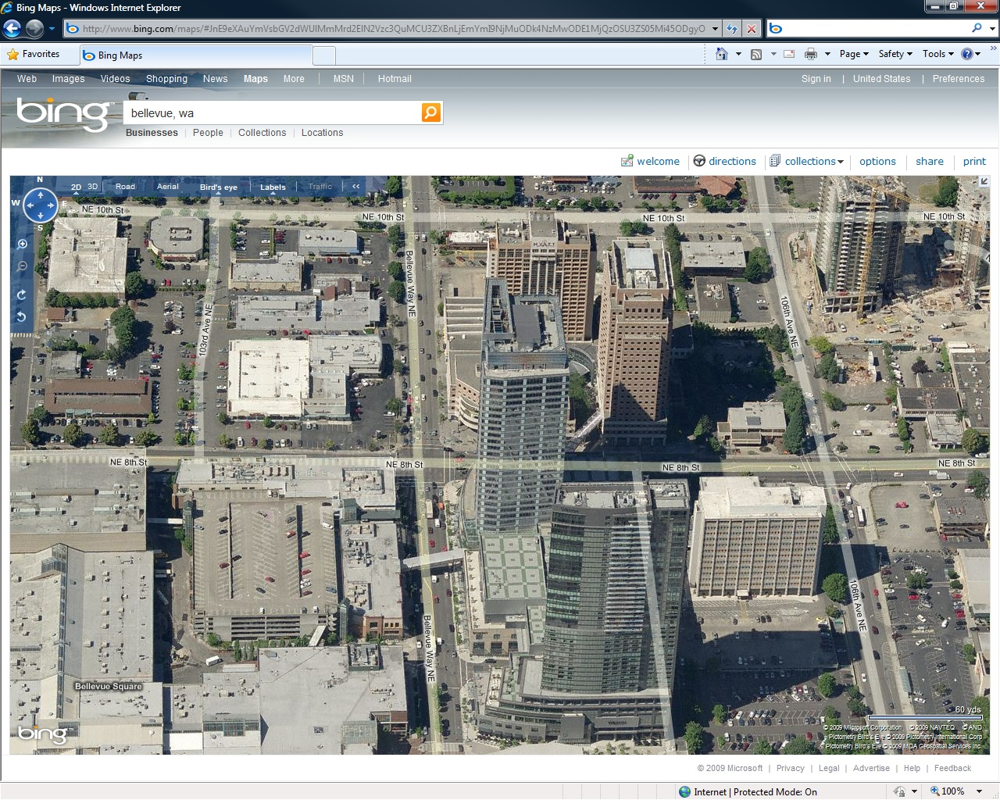 Bing Maps - Windows Internet Explorer
http://www.bing.com/maps/#JnE9eXAuYmVsbGV2dWUlMmMrd2ElN2Vzc3QuMCU3ZXBnLjEmYmI9NjMuODk4NzMwODE1MjQzOSU3ZS05Mi45ODgyO
Favorites
Bing Maps
Page
Safety
Tools
Web Images Videos Shopping News Maps More | MSN | Hotmail
Sign in | United States | Preferences
bing™
bellevue, wa
Businesses | People | Collections | Locations
welcome | directions | collections | options | share | print
N
W
E
S
2D 3D Road Aerial Bird's eye Labels Traffic «
NE 10th St
NE 10th St
NE 10th St
NE 10th St
Bellevue Way NE
HYATT
103rd Ave NE
106th Ave NE
4
NE 8th St
NE 8th St
NE 8th St
NE 8th St
106th Ave NE
Bellevue Way NE
Bellevue Square
60 yds
bing™
© 2009 Microsoft Corporation © 2009 NAVTEQ © AND
Pictometry Bird's Eye © 2009 Pictometry International Corp
Pictometry Bird's Eye © 2009 MDA Geospatial Services Inc.
© 2009 Microsoft | Privacy | Legal | Advertise | Help | Feedback
Internet | Protected Mode: On
100%